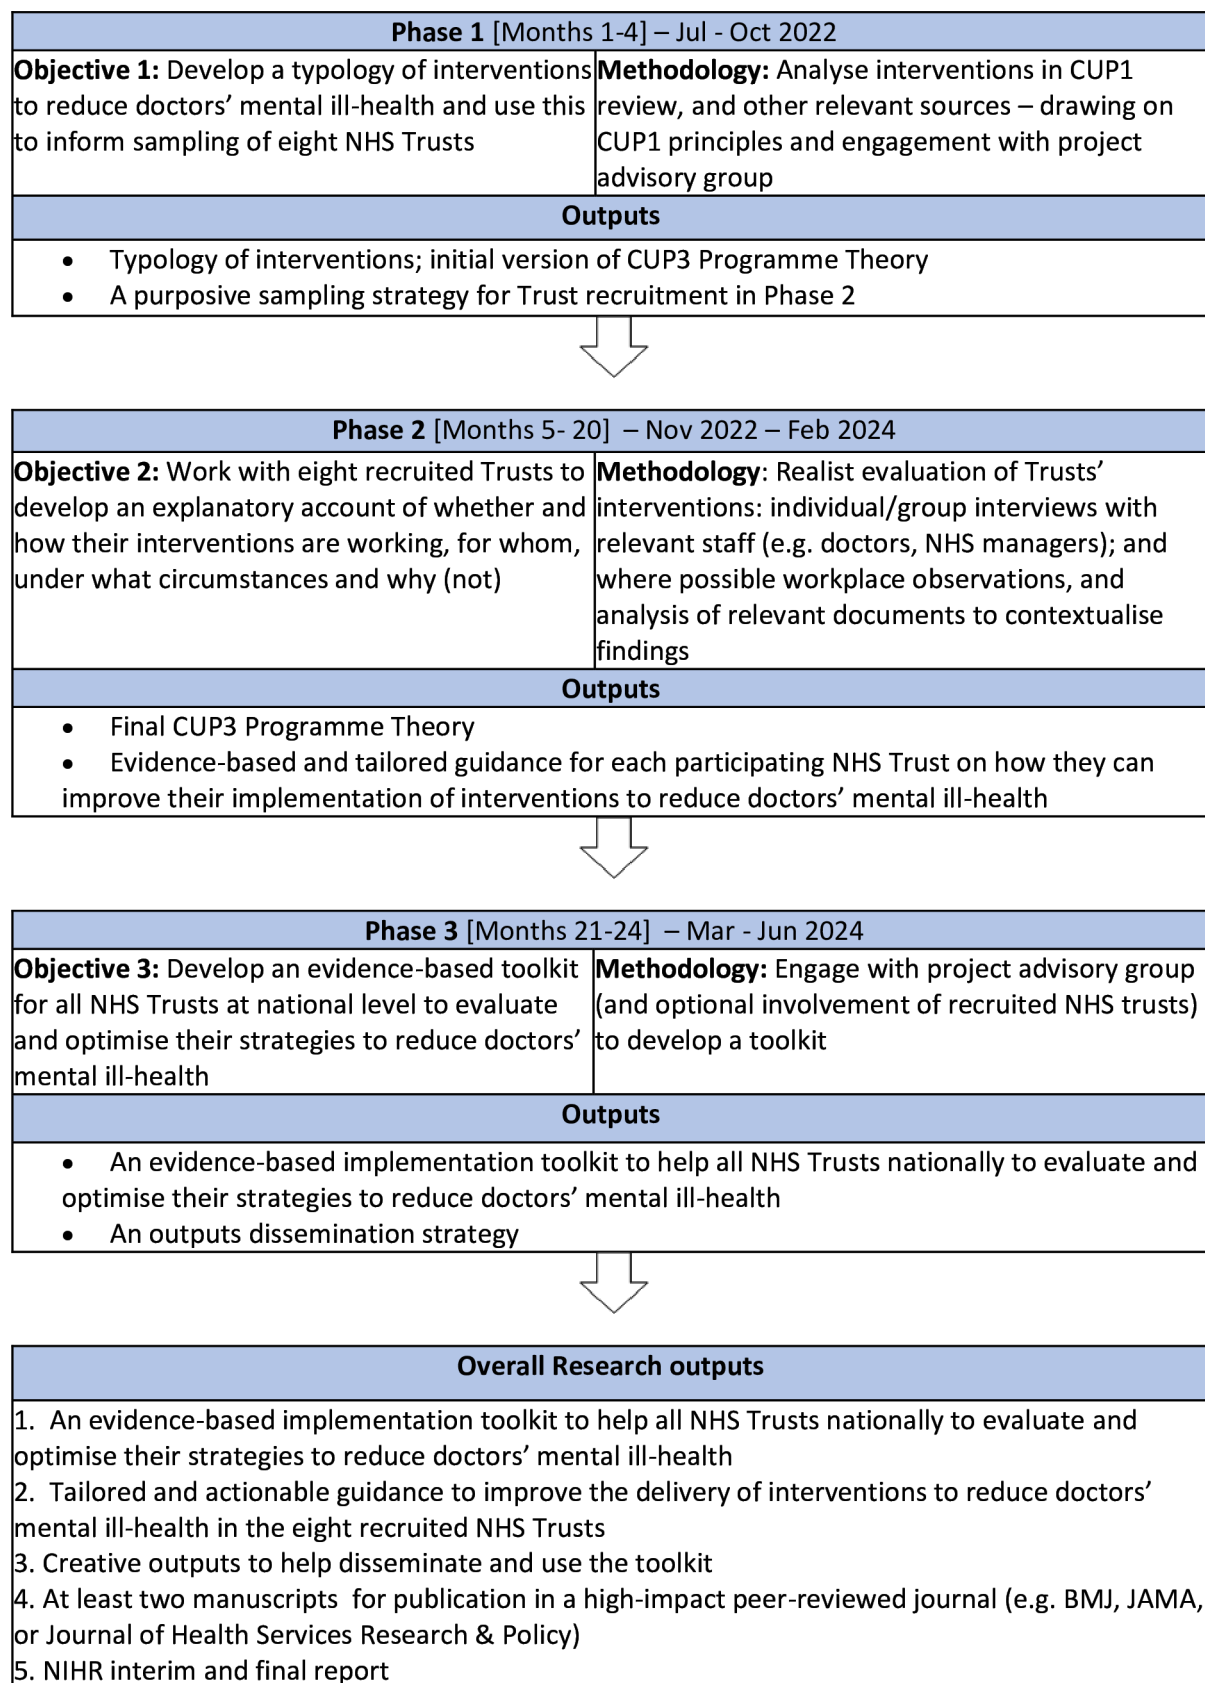 Phase 1 [Months 1-4] – Jul - Oct 2022
Objective 1: Develop a typology of interventions
to reduce doctors’ mental ill-health and use this
to inform sampling of eight NHS Trusts
Methodology: Analyse interventions in CUP1
review, and other relevant sources – drawing on
CUP1 principles and engagement with project
advisory group
Outputs
• Typology of interventions; initial version of CUP3 Programme Theory
• A purposive sampling strategy for Trust recruitment in Phase 2
Phase 2 [Months 5- 20] – Nov 2022 – Feb 2024
Objective 2: Work with eight recruited Trusts to
develop an explanatory account of whether and
how their interventions are working, for whom,
under what circumstances and why (not)
Methodology: Realist evaluation of Trusts’
interventions: individual/group interviews with
relevant staff (e.g. doctors, NHS managers); and
where possible workplace observations, and
analysis of relevant documents to contextualise
findings
Outputs
• Final CUP3 Programme Theory
• Evidence-based and tailored guidance for each participating NHS Trust on how they can
improve their implementation of interventions to reduce doctors’ mental ill-health
Phase 3 [Months 21-24] – Mar - Jun 2024
Objective 3: Develop an evidence-based toolkit
for all NHS Trusts at national level to evaluate
and optimise their strategies to reduce doctors’
mental ill-health
Methodology: Engage with project advisory group
(and optional involvement of recruited NHS trusts)
to develop a toolkit
Outputs
• An evidence-based implementation toolkit to help all NHS Trusts nationally to evaluate and
optimise their strategies to reduce doctors’ mental ill-health
• An outputs dissemination strategy
Overall Research outputs
1. An evidence-based implementation toolkit to help all NHS Trusts nationally to evaluate and
optimise their strategies to reduce doctors’ mental ill-health
2. Tailored and actionable guidance to improve the delivery of interventions to reduce doctors’
mental ill-health in the eight recruited NHS Trusts
3. Creative outputs to help disseminate and use the toolkit
4. At least two manuscripts for publication in a high-impact peer-reviewed journal (e.g. BMJ, JAMA,
or Journal of Health Services Research & Policy)
5. NIHR interim and final report